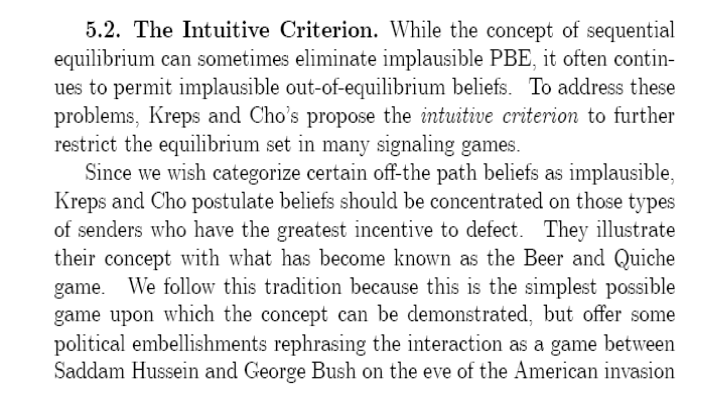 5.2. The Intuitive Criterion. While the concept of sequential
equilibrium can sometimes eliminate implausible PBE, it often contin-
ues to permit implausible out-of-equilibrium beliefs. To address these
problems, Kreps and Cho's propose the intuitive criterion to further
restrict the equilibrium set in many signaling games.
Since we wish categorize certain off-the path beliefs as implausible,
Kreps and Cho postulate beliefs should be concentrated on those types
of senders who have the greatest incentive to defect. They illustrate
their concept with what has become known as the Beer and Quiche
game. We follow this tradition because this is the simplest possible
game upon which the concept can be demonstrated, but offer some
political embellishments rephrasing the interaction as a game between
Saddam Hussein and George Bush on the eve of the American invasion